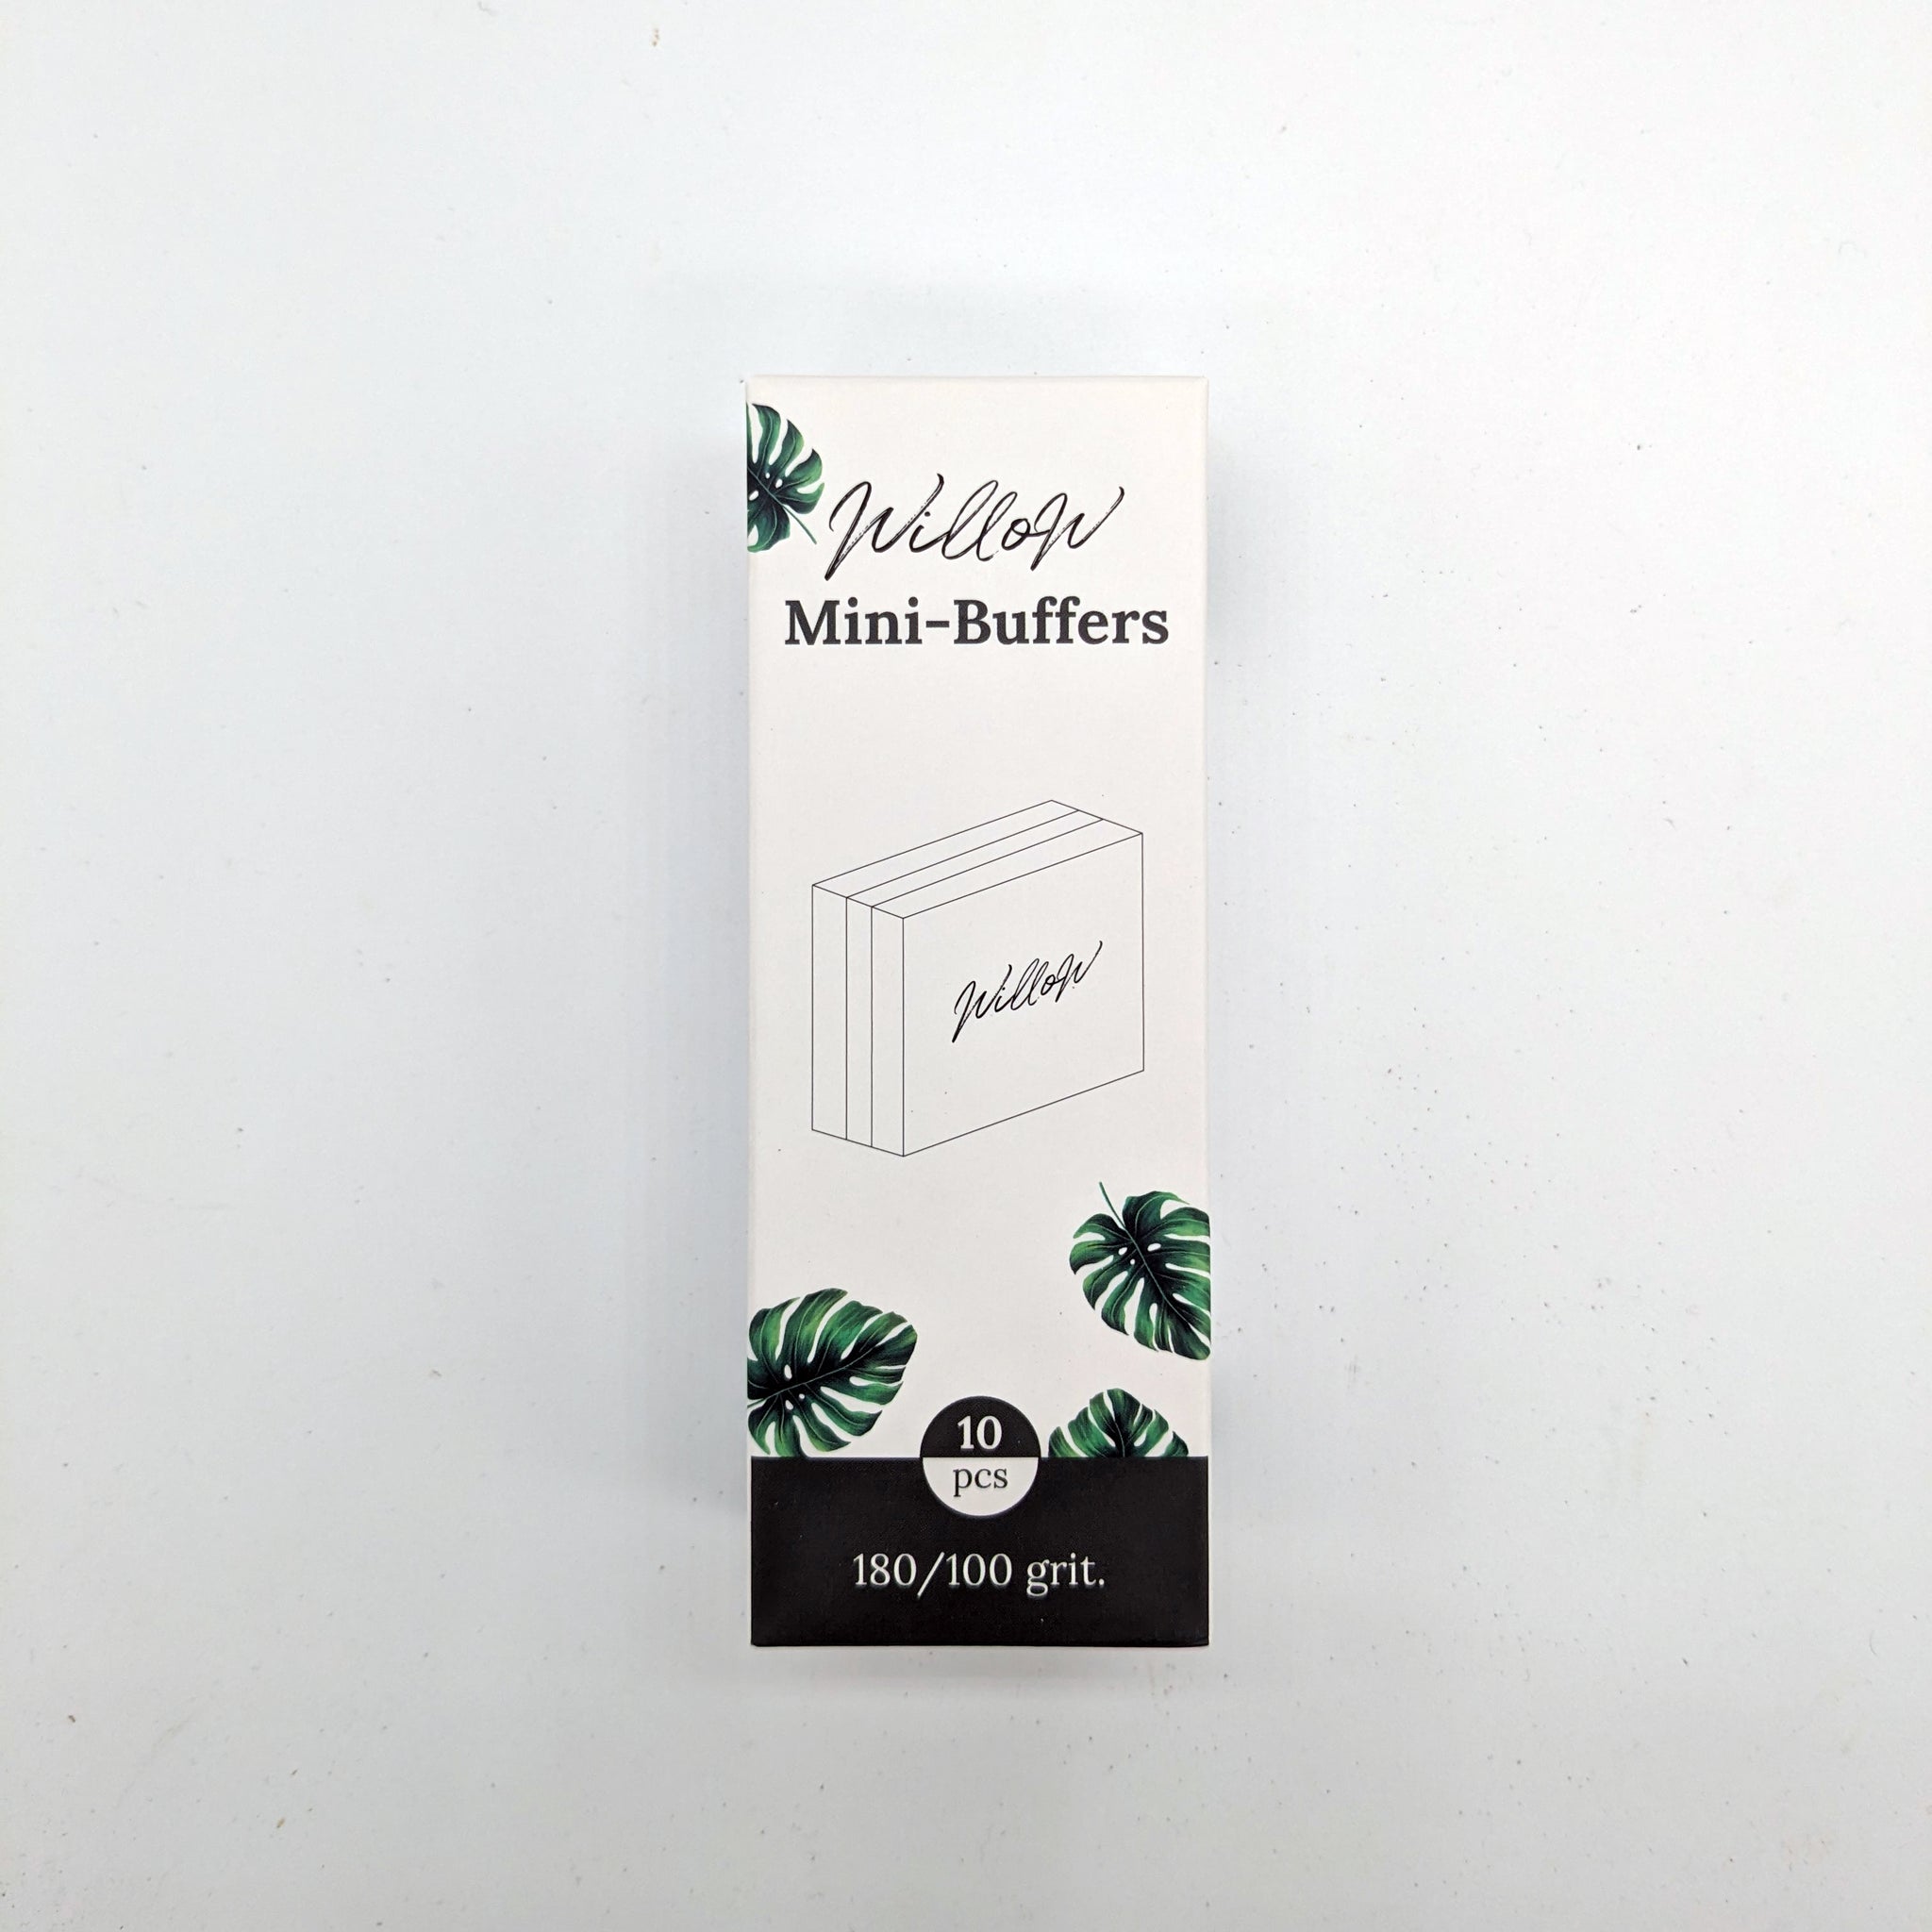 WilloW
Mini-Buffers
WilloW
10
pcs
180/100 grit.